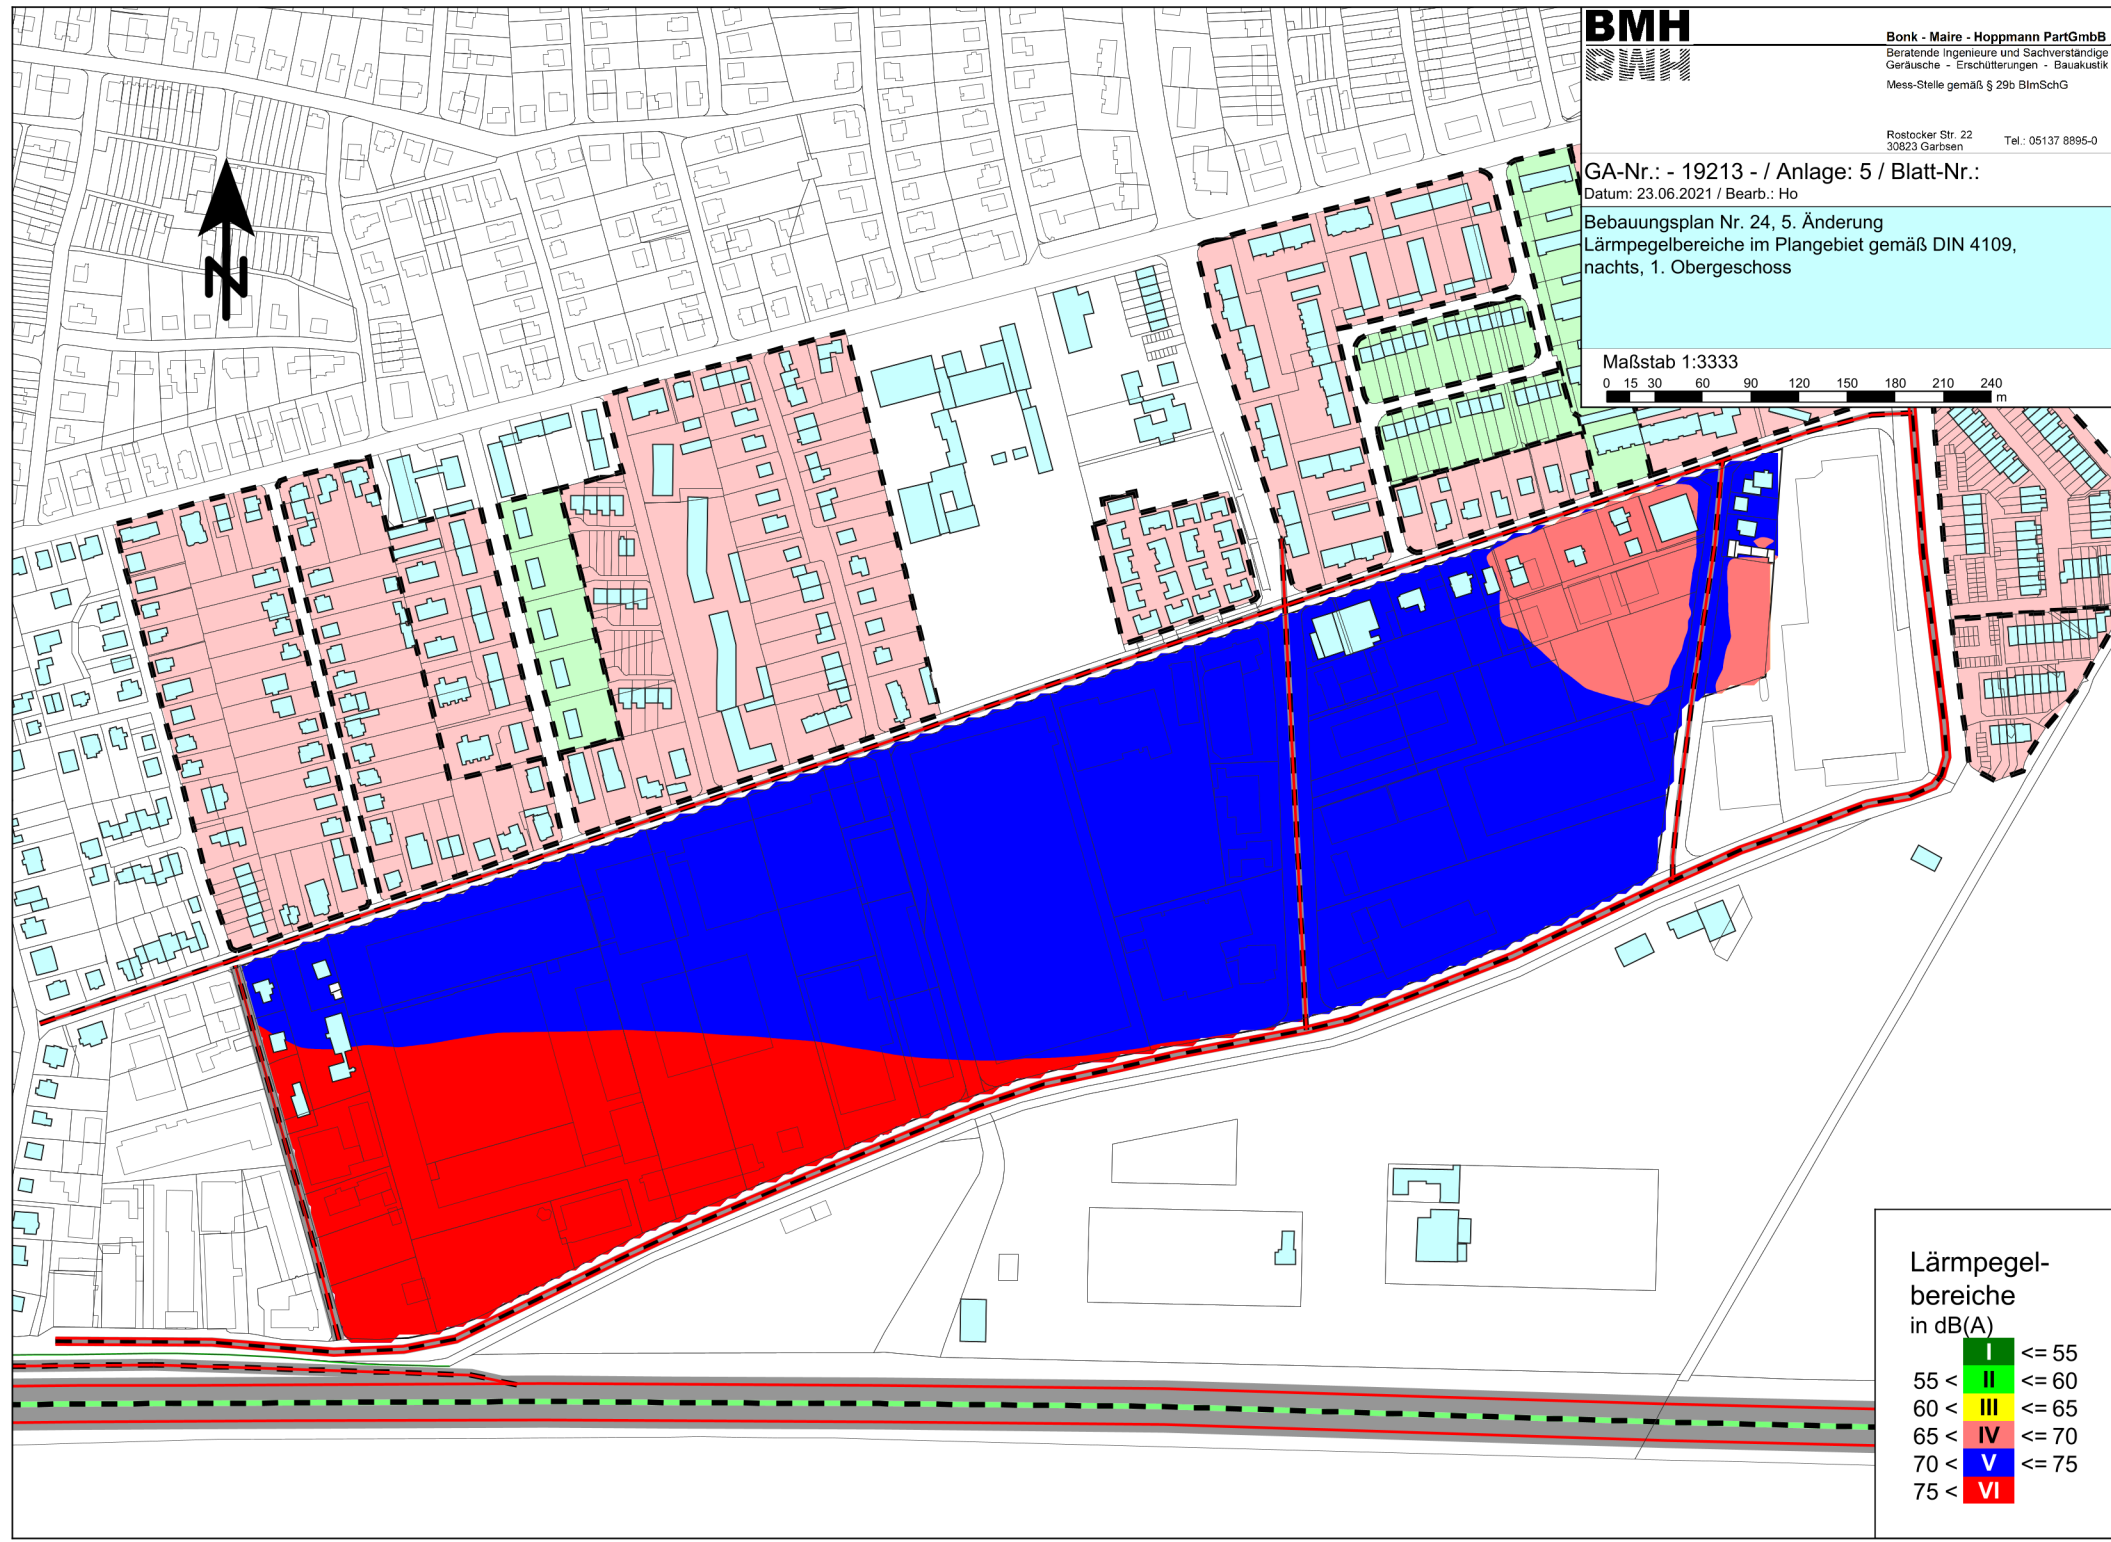 BMH
BMH
Bonk - Maire - Hoppmann PartGmbB
Beratende Ingenieure und Sachverständige
Geräusche - Erschütterungen - Bauakustik
Mess-Stelle gemäß § 29b BImSchG
Rostocker Str. 22
30823 Garbsen
Tel.: 05137 8895-0
GA-Nr.: - 19213 - / Anlage: 5 / Blatt-Nr.:
Datum: 23.06.2021 / Bearb.: Ho
Bebauungsplan Nr. 24, 5. Änderung
Lärmpegelbereiche im Plangebiet gemäß DIN 4109,
nachts, 1. Obergeschoss
Maßstab 1:3333
0 15 30 60 90 120 150 180 210 240
m
N
Lärmpegel-
bereiche
in dB(A)
I <= 55
55 < II <= 60
60 < III <= 65
65 < IV <= 70
70 < V <= 75
75 < VI